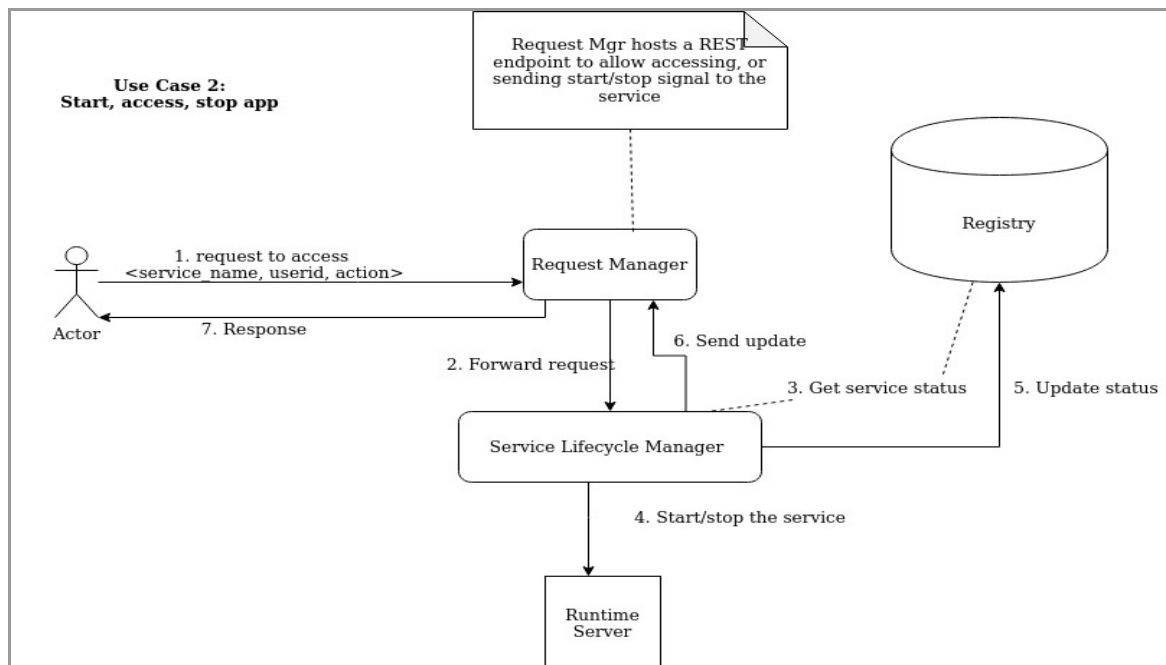 Request Mgr hosts a REST
endpoint to allow accessing, or
sending start/stop signal to the
service
Use Case 2:
Start, access, stop app
Registry
1. request to access
<service_name, userid, action>
Request Manager
Actor
7. Response
6. Send update
2. Forward request
3. Get service status
5. Update status
Service Lifecycle Manager
4. Start/stop the service
Runtime
Server